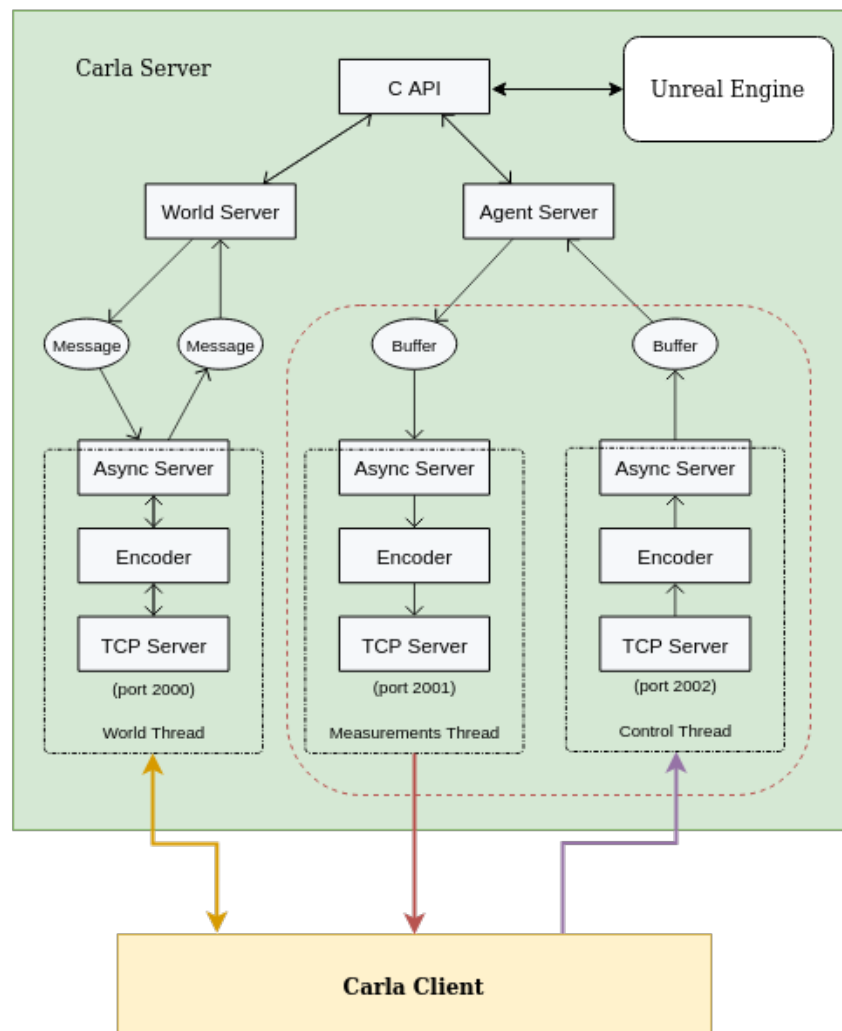 Carla Server
C API
Unreal Engine
World Server
Agent Server
Message
Message
Buffer
Buffer
Async Server
Async Server
Async Server
Encoder
Encoder
Encoder
TCP Server
TCP Server
TCP Server
(port 2000)
(port 2001)
(port 2002)
World Thread
Measurements Thread
Control Thread
Carla Client